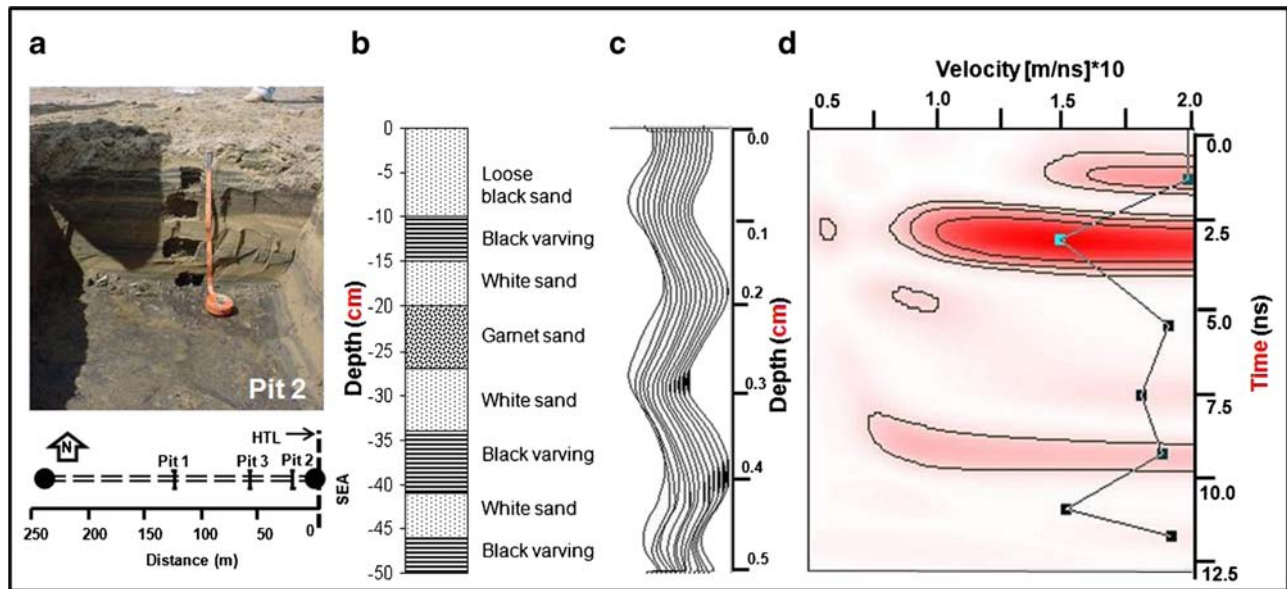 a
Pit 2
N
HTL
Pit 1
Pit 3
Pit 2
SEA
250
200
150
100
50
0
Distance (m)
b
Depth (cm)
0
-5
-10
-15
-20
-25
-30
-35
-40
-45
-50
Loose
black sand
Black varving
White sand
Garnet sand
White sand
Black varving
White sand
Black varving
c
Depth (cm)
0.0
0.1
0.2
0.3
0.4
0.5
d
Velocity [m/ns]*10
0.5
1.0
1.5
2.0
0.0
2.5
5.0
7.5
10.0
12.5
Time (ns)